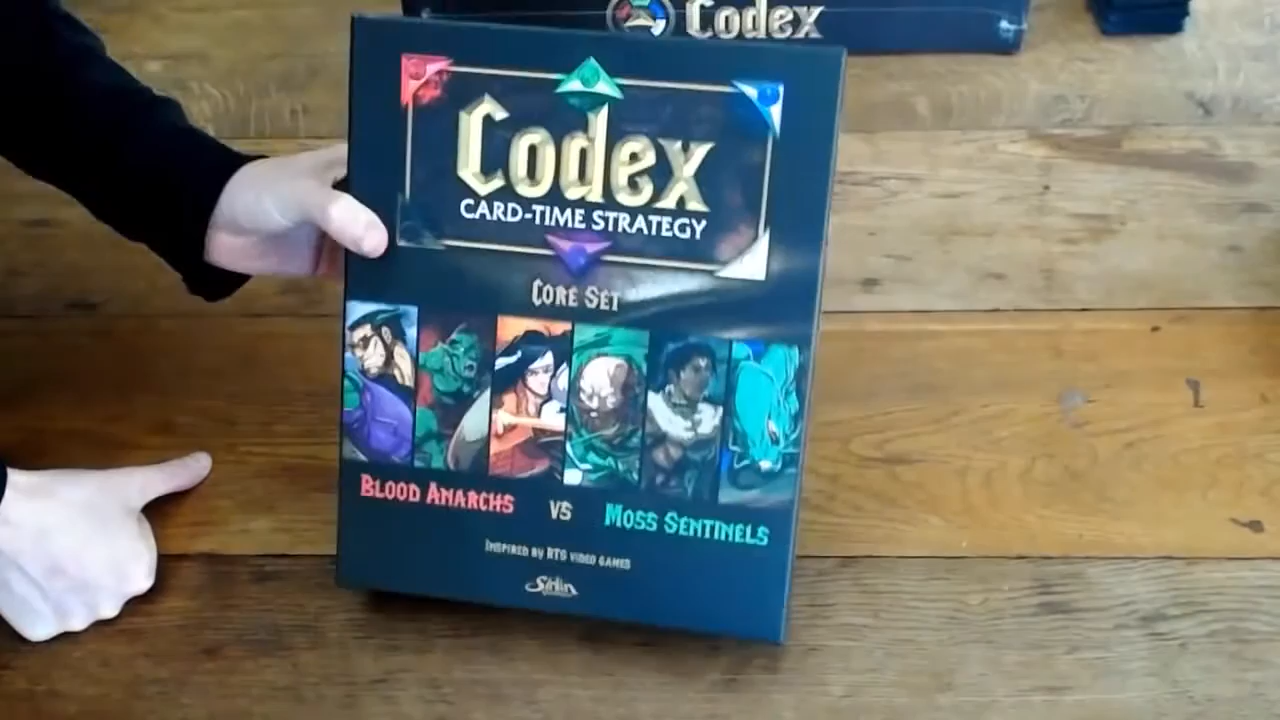 Codex
Codex
CARD-TIME STRATEGY
CORE SET
BLOOD ANARCHS VS MOSS SENTINELS
INSPIRED BY RTS VIDEO GAMES
Sirlin